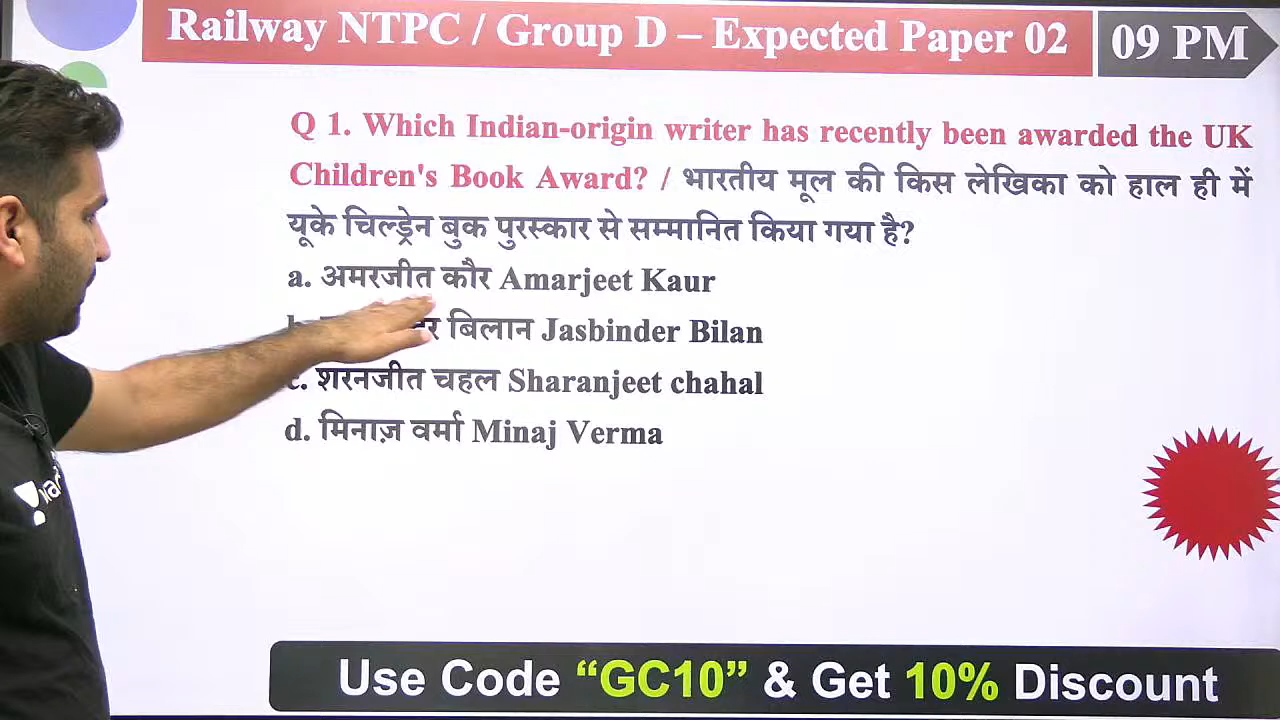 Railway NTPC / Group D – Expected Paper 02
09 PM
Q 1. Which Indian-origin writer has recently been awarded the UK
Children's Book Award? / भारतीय मूल की किस लेखिका को हाल ही में
यूके चिल्ड्रेन बुक पुरस्कार से सम्मानित किया गया है?
a. अमरजीत कौर Amarjeet Kaur
बिलान Jasbinder Bilan
c. शरनजीत चहल Sharanjeet chahal
d. मिनाज़ वर्मा Minaj Verma
Use Code “GC10” & Get 10% Discount